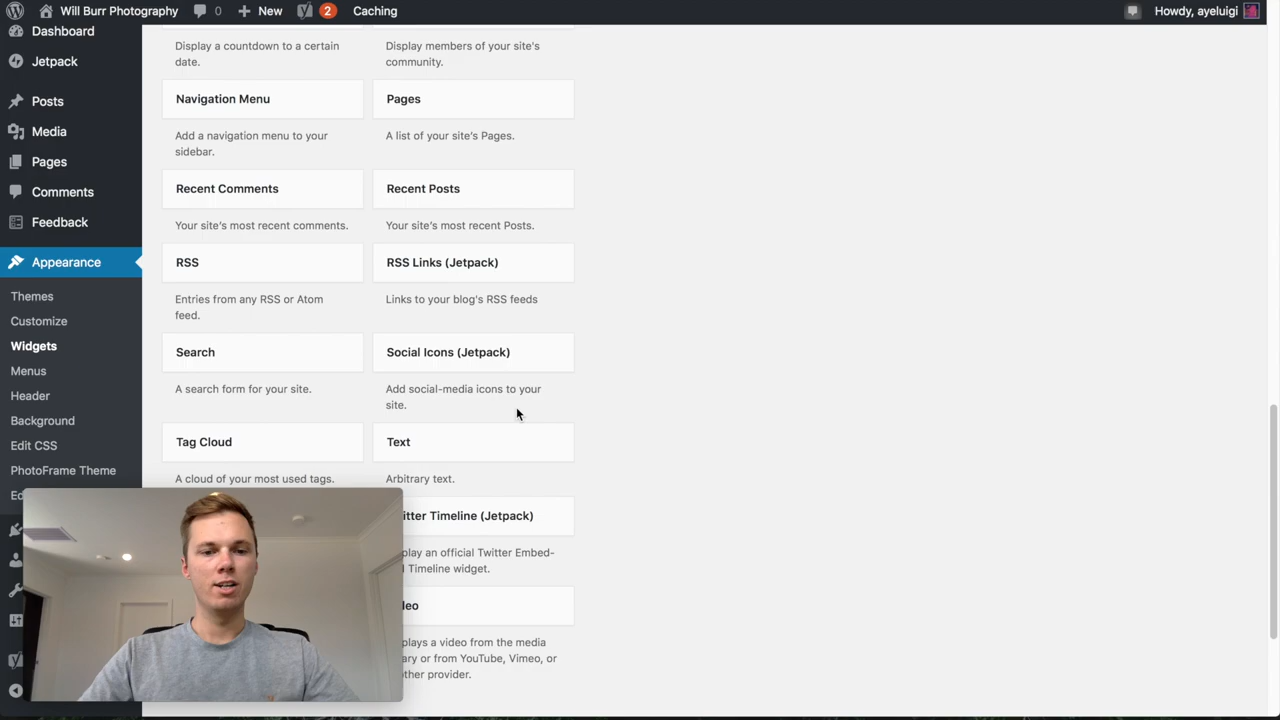 Will Burr Photography 0 New 2 Caching Howdy, ayeluigi
Dashboard
Jetpack
Posts
Media
Pages
Comments
Feedback
Appearance
Themes
Customize
Widgets
Menus
Header
Background
Edit CSS
PhotoFrame Theme
Display a countdown to a certain
date.
Display members of your site's
community.
Navigation Menu
Add a navigation menu to your
sidebar.
Pages
A list of your site's Pages.
Recent Comments
Your site's most recent comments.
Recent Posts
Your site's most recent Posts.
RSS
Entries from any RSS or Atom
feed.
RSS Links (Jetpack)
Links to your blog's RSS feeds
Search
A search form for your site.
Social Icons (Jetpack)
Add social-media icons to your
site.
Tag Cloud
A cloud of your most used tags.
Text
Arbitrary text.
Timeline (Jetpack)
an official Twitter Embed-
Timeline widget.
a video from the media
or from YouTube, Vimeo, or
provider.